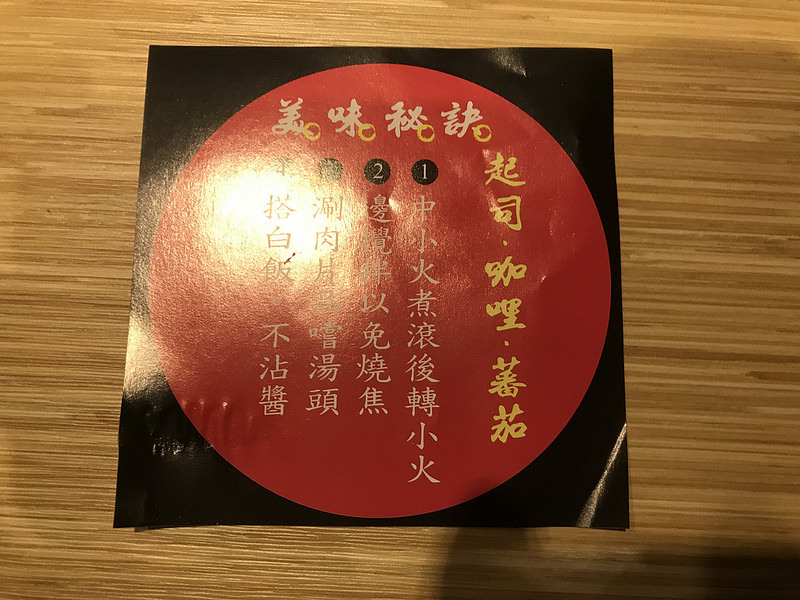 美味秘訣
起司·咖哩·蕃茄
1 中小火煮滾後轉小火
2 邊攪拌以免燒焦
涮肉片 嚐湯頭
搭白飯 不沾醬